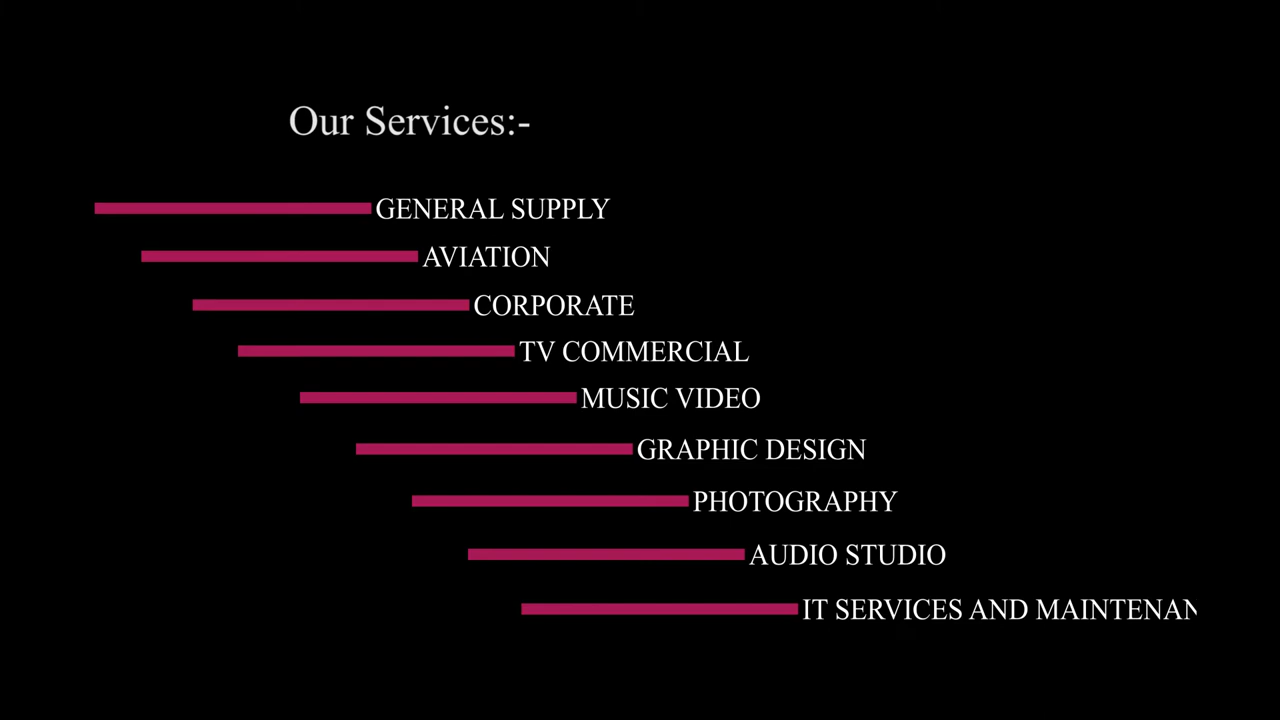 Our Services:-
GENERAL SUPPLY
AVIATION
CORPORATE
TV COMMERCIAL
MUSIC VIDEO
GRAPHIC DESIGN
PHOTOGRAPHY
AUDIO STUDIO
IT SERVICES AND MAINTENAN